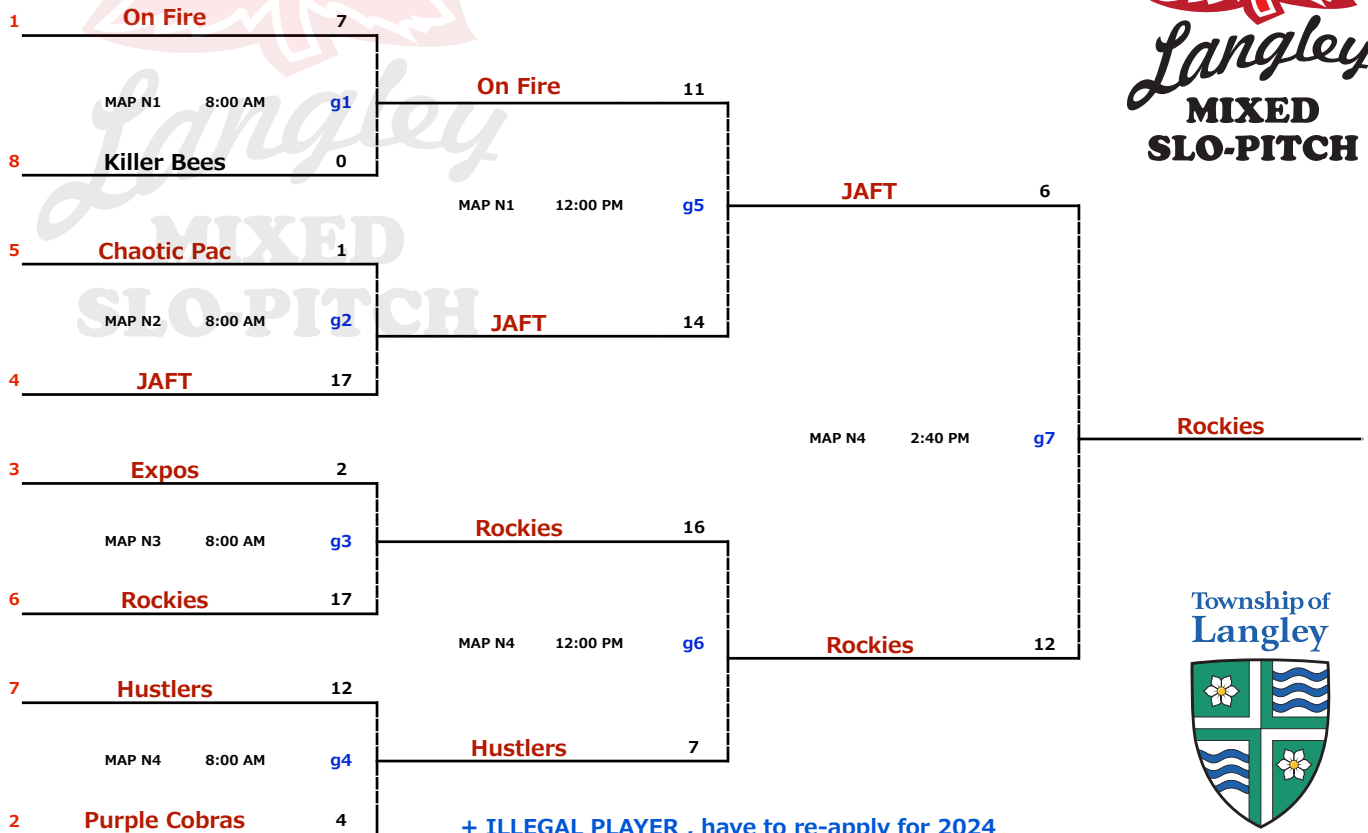 1 On Fire 7
MAP N1 8:00 AM g1
8 Killer Bees 0
5 Chaotic Pac 1
MAP N2 8:00 AM g2
4 JAFT 17
3 Expos 2
MAP N3 8:00 AM g3
6 Rockies 17
7 Hustlers 12
MAP N4 8:00 AM g4
2 Purple Cobras 4
On Fire 11
MAP N1 12:00 PM g5
JAFT 14
Rockies 16
MAP N4 12:00 PM g6
Hustlers 7
JAFT 6
MAP N4 2:40 PM g7
Rockies 12
Rockies
+ ILLEGAL PLAYER , have to re-apply for 2024
Langley
MIXED
SLO-PITCH
Langley
MIXED
SLO-PITCH
Township of
Langley